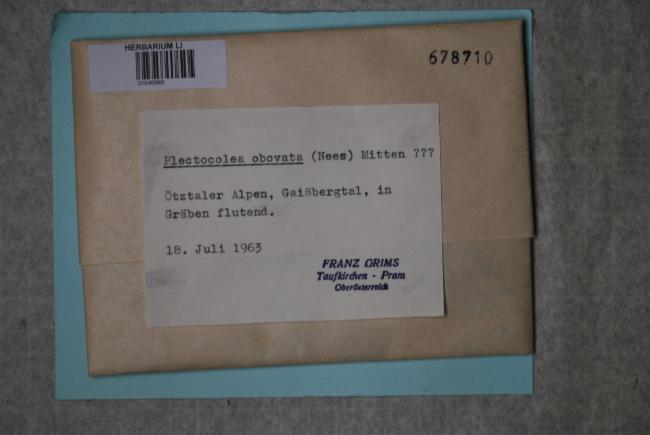 HERBARIUM LI
678710
Plectocolea obovata (Nees) Mitten ???
Ötztaler Alpen, Gaißbergtal, in
Gräben flutend.
18. Juli 1963
FRANZ GRIMS
Taufkirchen - Pram
Oberösterreich